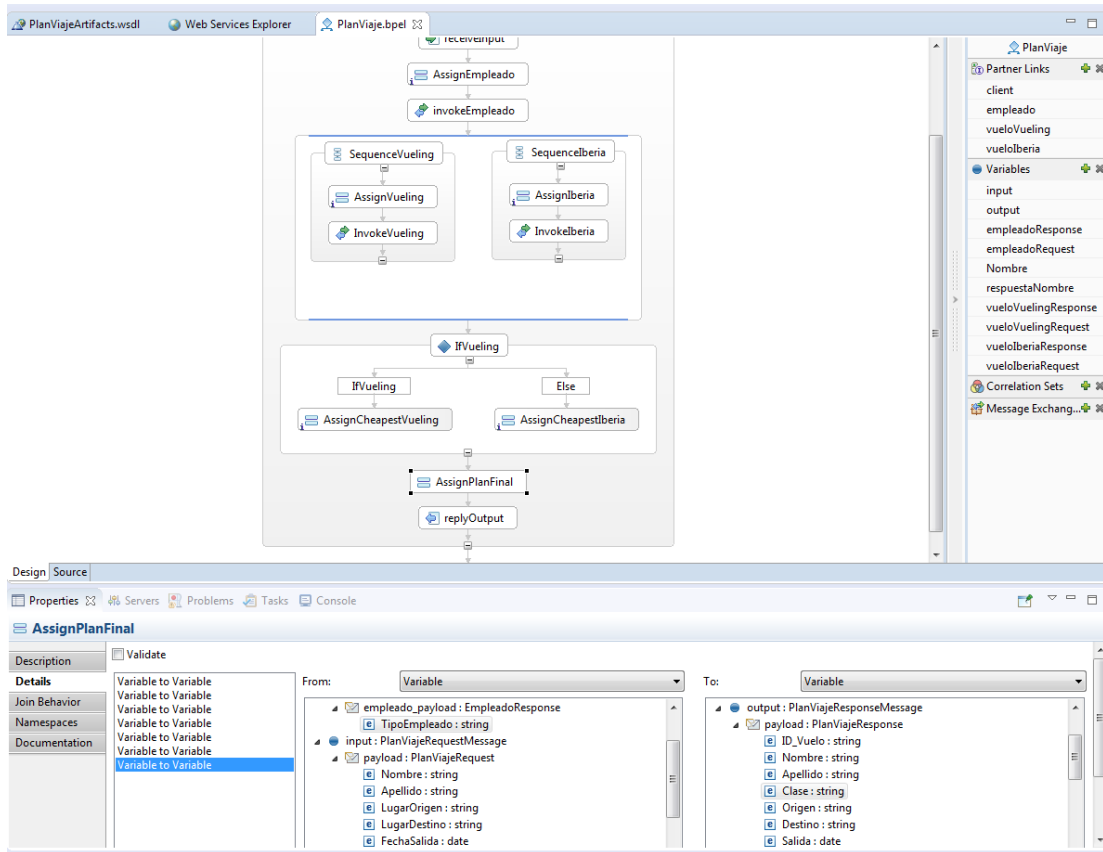 PlanViajeArtifacts.wsdl
Web Services Explorer
PlanViaje.bpel
receiveInput
AssignEmpleado
invokeEmpleado
SequenceVueling
SequenceIberia
AssignVueling
AssignIberia
InvokeVueling
InvokeIberia
IfVueling
IfVueling
Else
AssignCheapestVueling
AssignCheapestIberia
AssignPlanFinal
replyOutput
PlanViaje
Partner Links
client
empleado
vueloVueling
vueloIberia
Variables
input
output
empleadoResponse
empleadoRequest
Nombre
respuestaNombre
vueloVuelingResponse
vueloVuelingRequest
vueloIberiaResponse
vueloIberiaRequest
Correlation Sets
Message Exchang...
Design Source
Properties Servers Problems Tasks Console
AssignPlanFinal
Description
Details
Join Behavior
Namespaces
Documentation
Validate
Variable to Variable
Variable to Variable
Variable to Variable
Variable to Variable
Variable to Variable
Variable to Variable
Variable to Variable
From: Variable
empleado_payload : EmpleadoResponse
e TipoEmpleado : string
input : PlanViajeRequestMessage
payload : PlanViajeRequest
e Nombre : string
e Apellido : string
e LugarOrigen : string
e LugarDestino : string
e FechaSalida : date
To: Variable
output : PlanViajeResponseMessage
payload : PlanViajeResponse
e ID_Vuelo : string
e Nombre : string
e Apellido : string
e Clase : string
e Origen : string
e Destino : string
e Salida : date